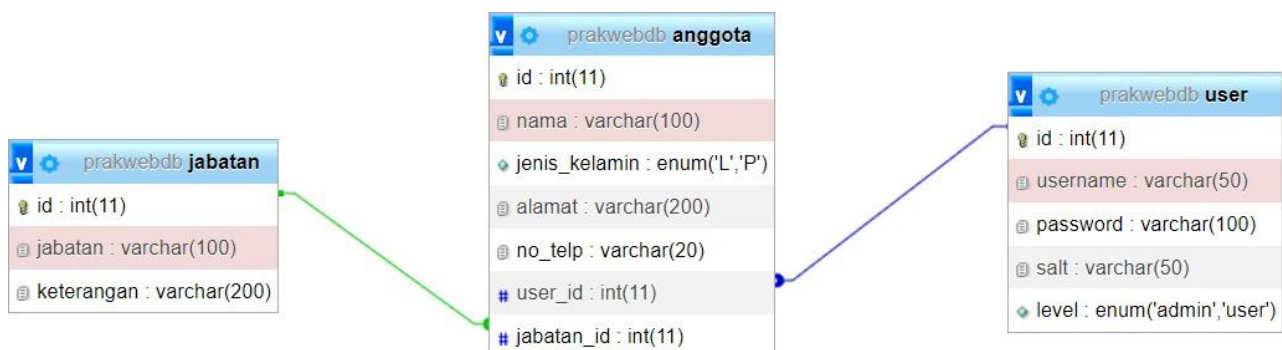 prakwebdb jabatan
id : int(11)
jabatan : varchar(100)
keterangan : varchar(200)
prakwebdb anggota
id : int(11)
nama : varchar(100)
jenis_kelamin : enum('L','P')
alamat : varchar(200)
no_telp : varchar(20)
user_id : int(11)
jabatan_id : int(11)
prakwebdb user
id : int(11)
username : varchar(50)
password : varchar(100)
salt : varchar(50)
level : enum('admin','user')